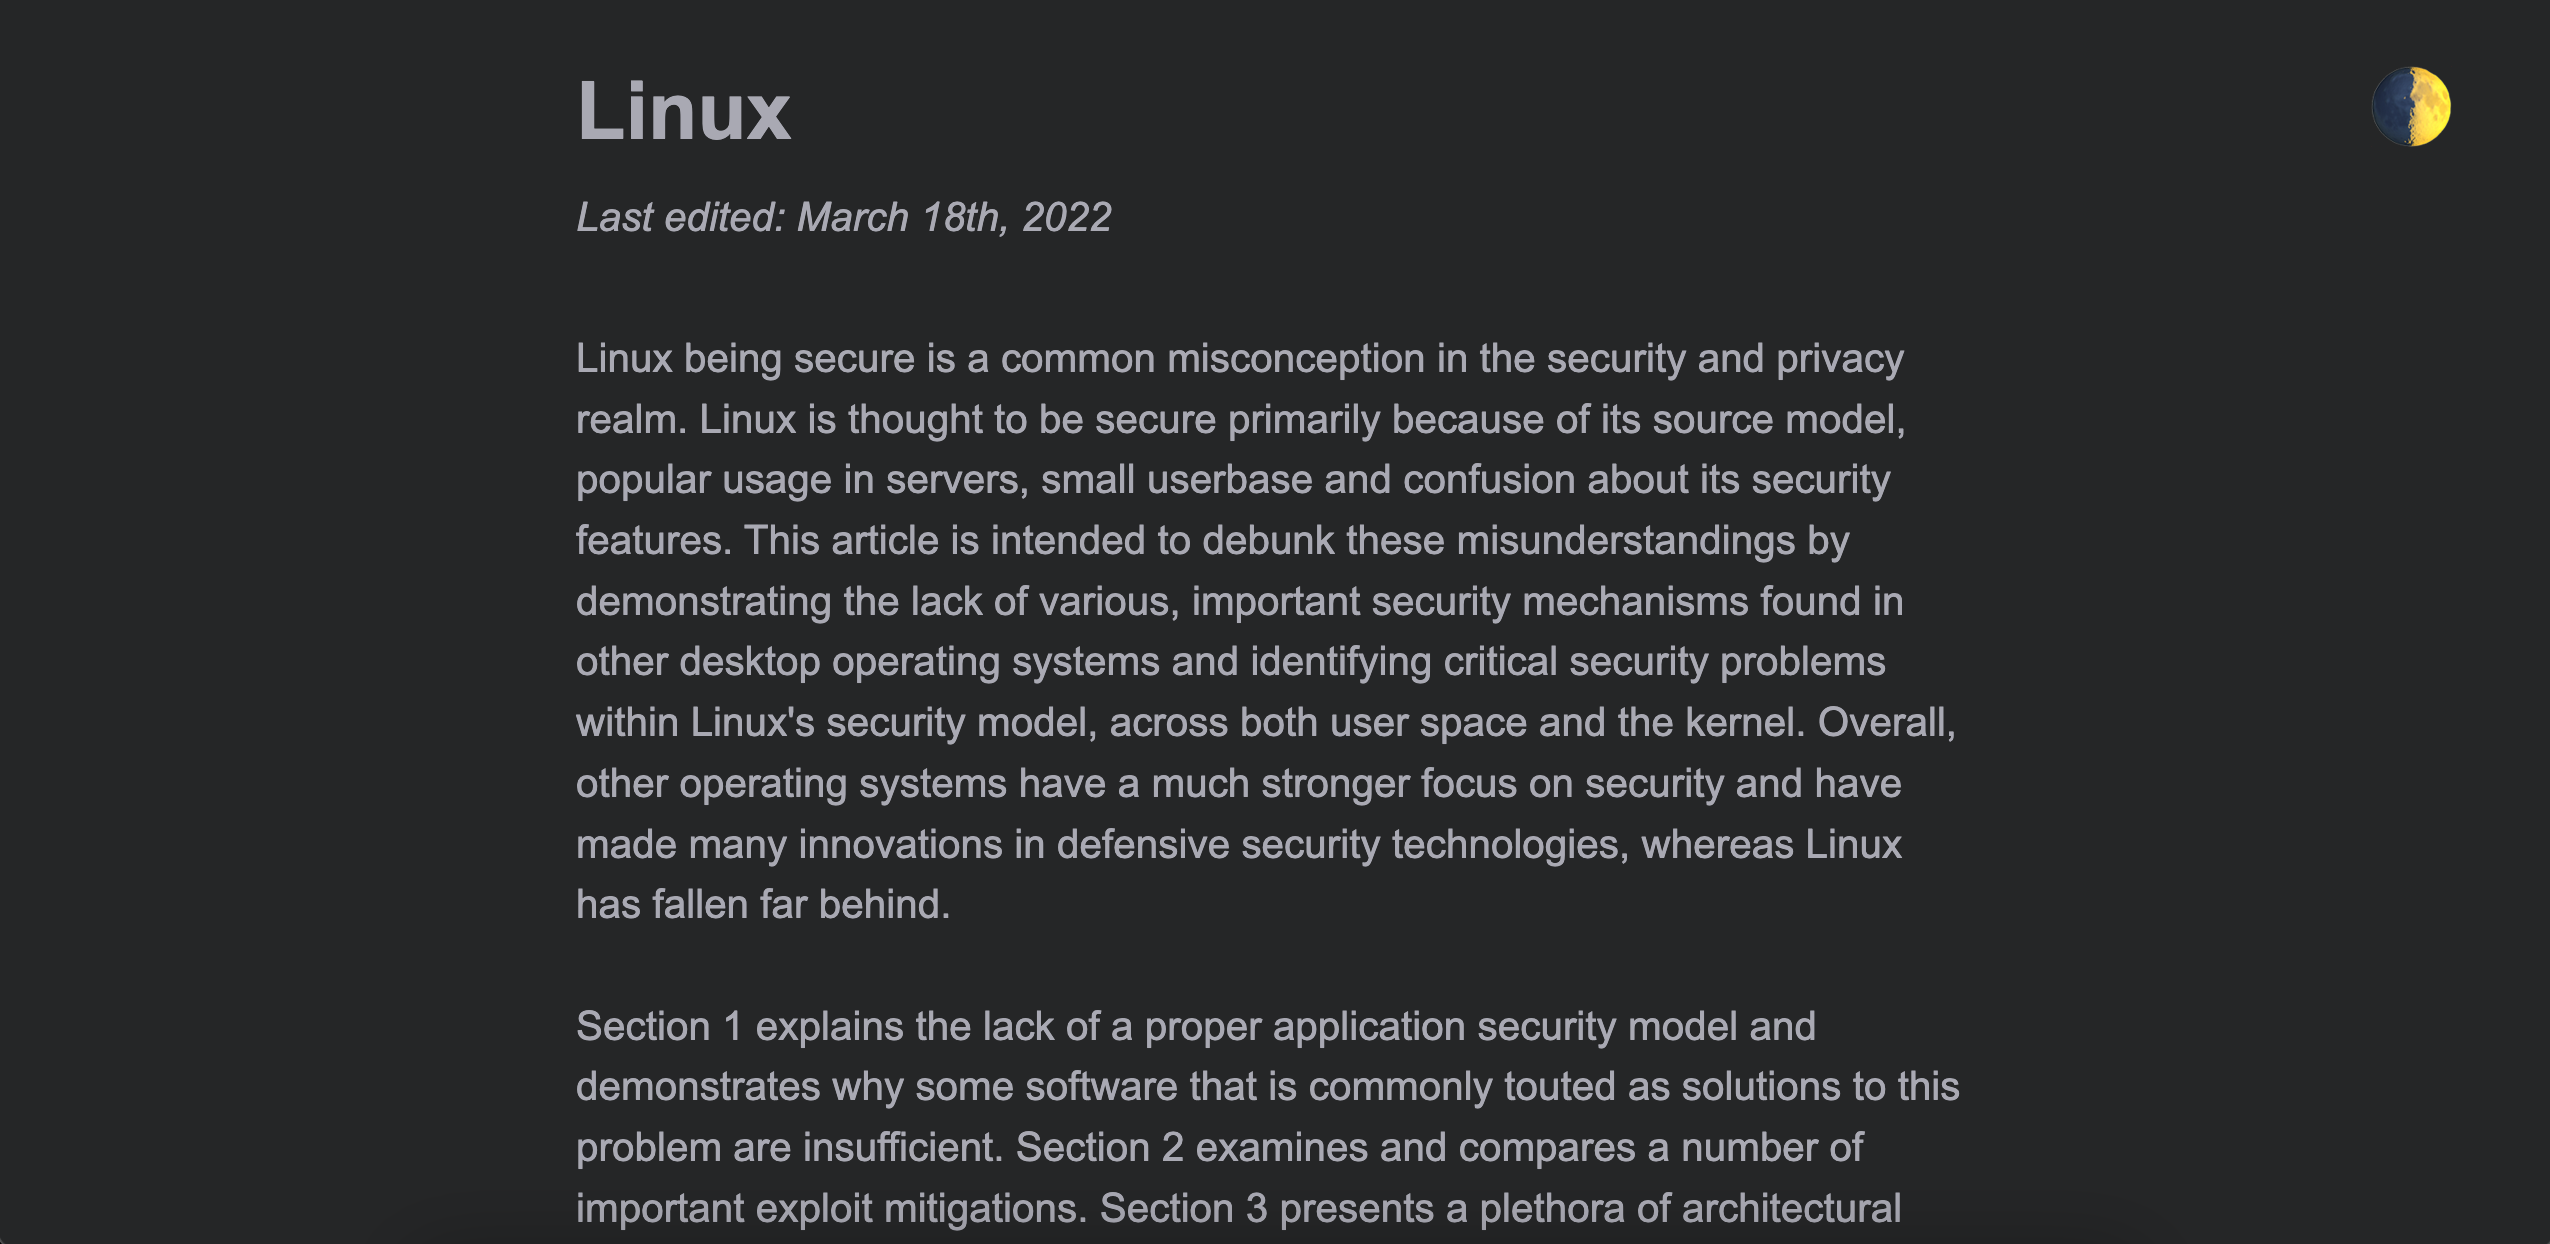 Linux
Last edited: March 18th, 2022
Linux being secure is a common misconception in the security and privacy
realm. Linux is thought to be secure primarily because of its source model,
popular usage in servers, small userbase and confusion about its security
features. This article is intended to debunk these misunderstandings by
demonstrating the lack of various, important security mechanisms found in
other desktop operating systems and identifying critical security problems
within Linux's security model, across both user space and the kernel. Overall,
other operating systems have a much stronger focus on security and have
made many innovations in defensive security technologies, whereas Linux
has fallen far behind.
Section 1 explains the lack of a proper application security model and
demonstrates why some software that is commonly touted as solutions to this
problem are insufficient. Section 2 examines and compares a number of
important exploit mitigations. Section 3 presents a plethora of architectural